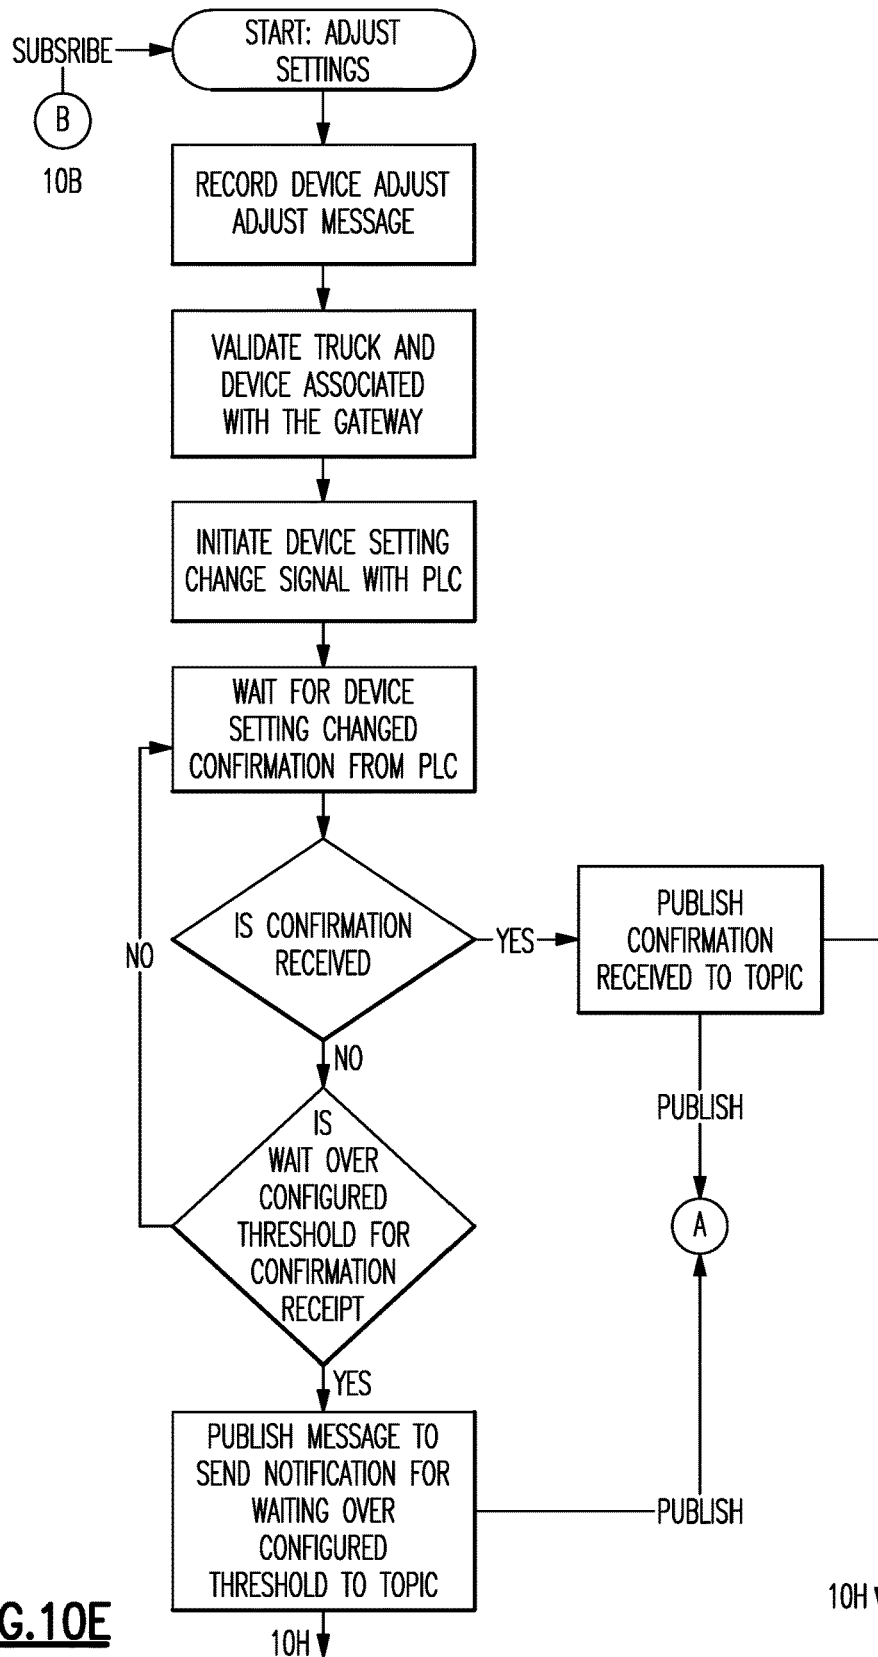 SUBSRIBE
START: ADJUST
SETTINGS
B
10B
RECORD DEVICE ADJUST
ADJUST MESSAGE
VALIDATE TRUCK AND
DEVICE ASSOCIATED
WITH THE GATEWAY
INITIATE DEVICE SETTING
CHANGE SIGNAL WITH PLC
WAIT FOR DEVICE
SETTING CHANGED
CONFIRMATION FROM PLC
IS CONFIRMATION
RECEIVED
YES
PUBLISH
CONFIRMATION
RECEIVED TO TOPIC
NO
NO
PUBLISH
IS
WAIT OVER
CONFIGURED
THRESHOLD FOR
CONFIRMATION
RECEIPT
A
YES
PUBLISH MESSAGE TO
SEND NOTIFICATION FOR
WAITING OVER
CONFIGURED
THRESHOLD TO TOPIC
PUBLISH
10H
G.10E
10H